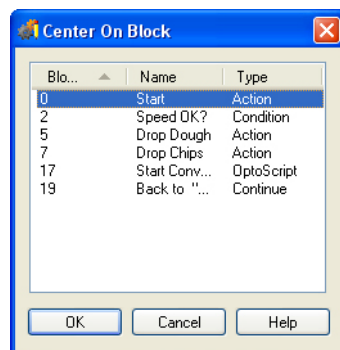 Center On Block
Blo... Name Type
0 Start Action
2 Speed OK? Condition
5 Drop Dough Action
7 Drop Chips Action
17 Start Conv... OptoScript
19 Back to "... Continue
OK Cancel Help